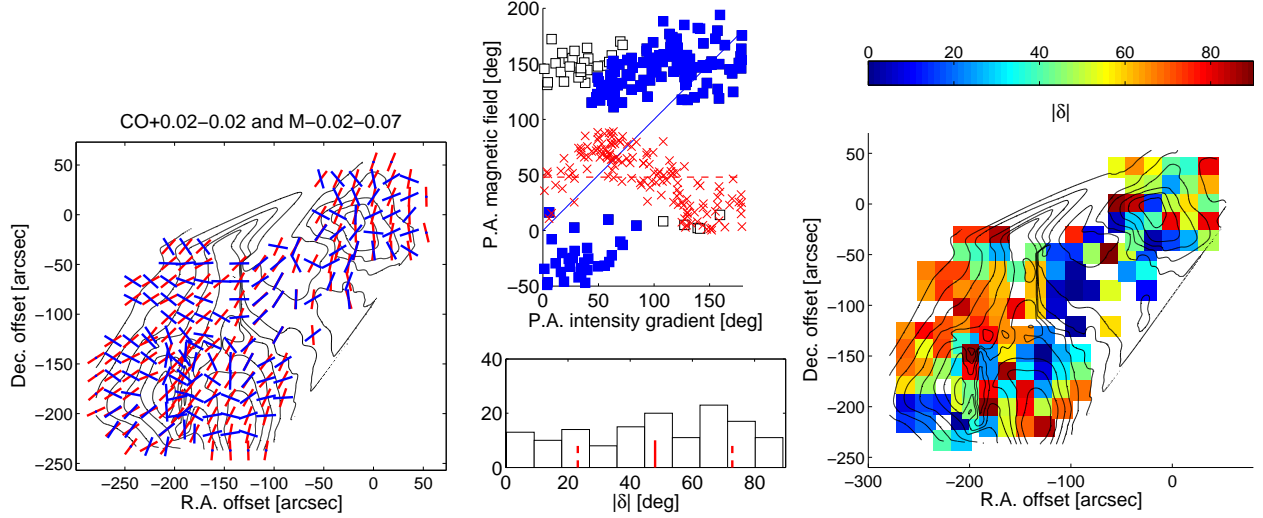 CO+0.02−0.02 and M−0.02−0.07
50
0
−50
−100
−150
−200
−250
Dec. offset [arcsec]
−250 −200 −150 −100 −50 0 50
R.A. offset [arcsec]
200
150
100
50
0
−50
P.A. magnetic field [deg]
0 50 100 150
P.A. intensity gradient [deg]
40
20
0
0 20 40 60 80
|δ| [deg]
0 20 40 60 80
|δ|
50
0
−50
−100
−150
−200
−250
Dec. offset [arcsec]
−300 −200 −100 0
R.A. offset [arcsec]